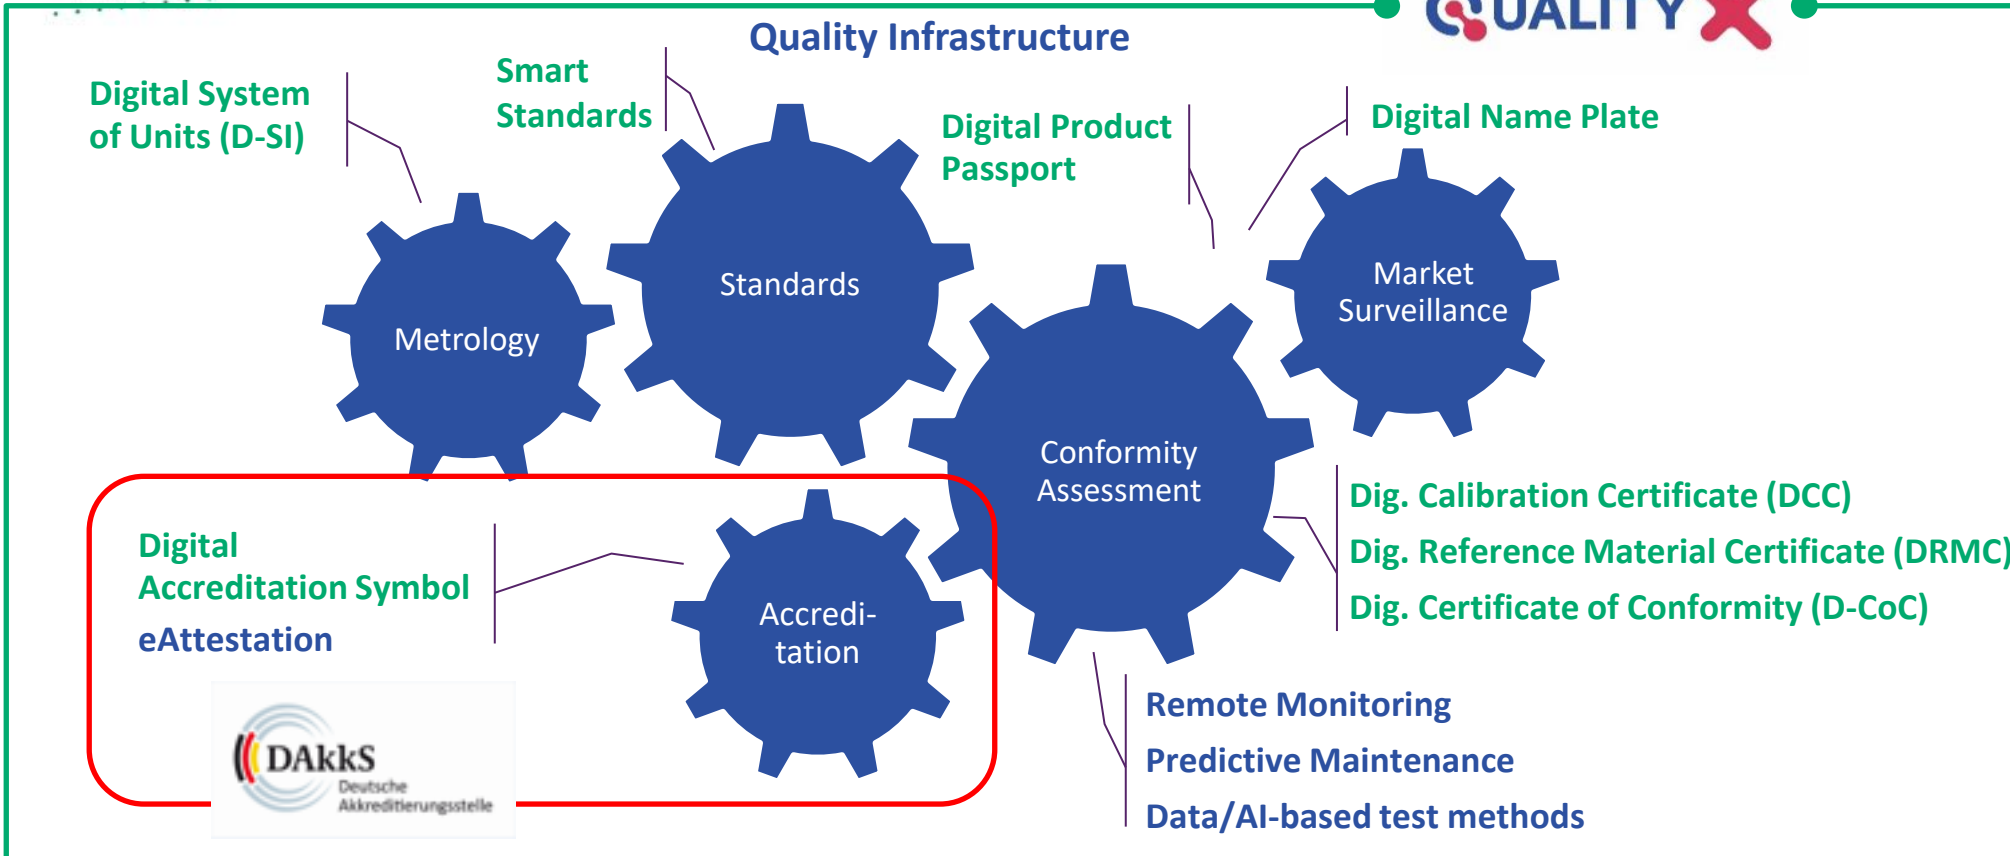 QUALITY X
Quality Infrastructure
Digital System
of Units (D-SI)
Smart
Standards
Digital Product
Passport
Digital Name Plate
Metrology
Standards
Market
Surveillance
Conformity
Assessment
Digital
Accreditation Symbol
eAttestation
Accredi-
tation
Dig. Calibration Certificate (DCC)
Dig. Reference Material Certificate (DRMC)
Dig. Certificate of Conformity (D-CoC)
Remote Monitoring
Predictive Maintenance
Data/AI-based test methods
DAkkS
Deutsche
Akkreditierungsstelle